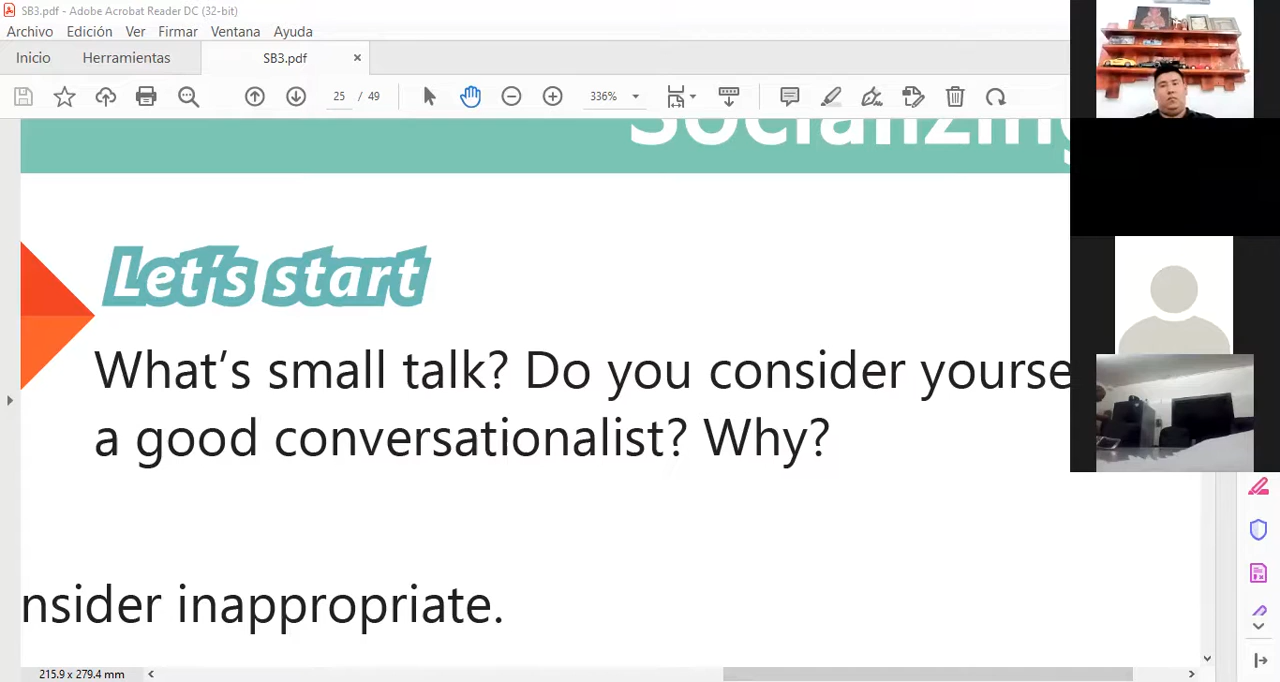 SB3.pdf - Adobe Acrobat Reader DC (32-bit)
Archivo Edición Ver Firmar Ventana Ayuda
Inicio Herramientas SB3.pdf ×
25 / 49 336%
Socializing
Let's start
What's small talk? Do you consider yourse
a good conversationalist? Why?
nsider inappropriate.
215.9 x 279.4 mm